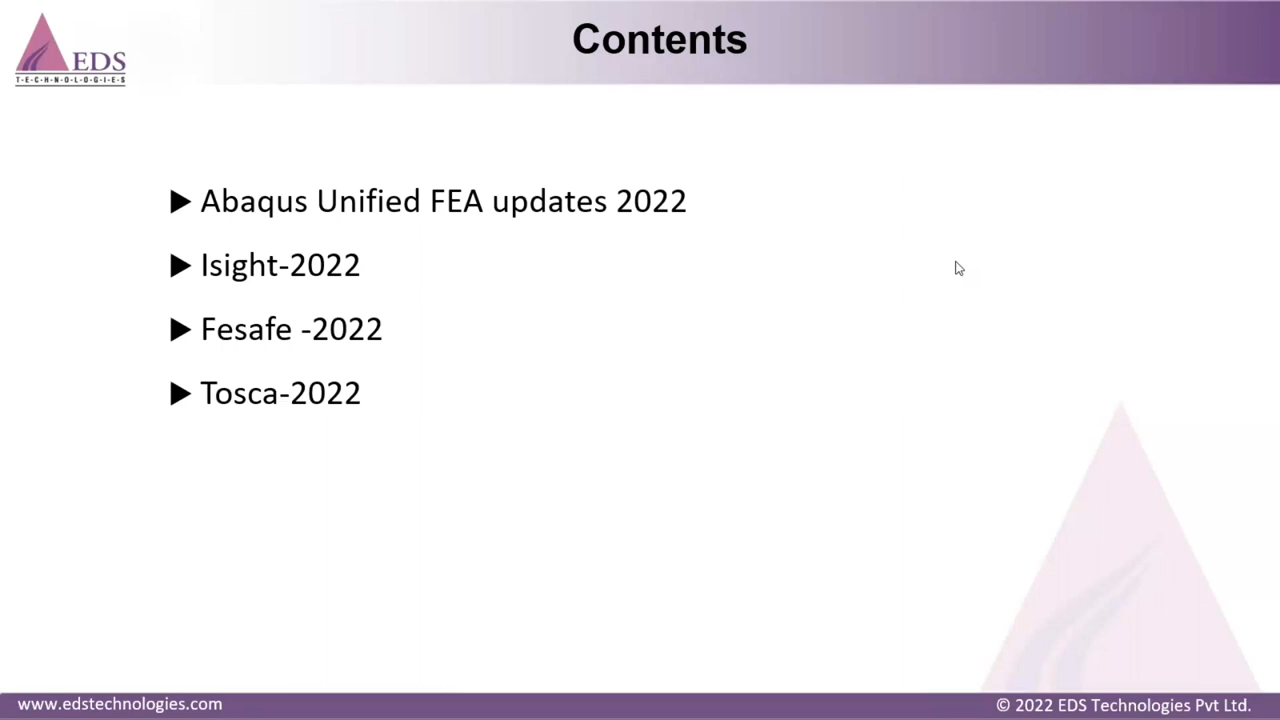 EDS
T·E·C·H·N·O·L·O·G·I·E·S
Contents
Abaqus Unified FEA updates 2022
Isight-2022
Fesafe -2022
Tosca-2022
www.edstechnologies.com
© 2022 EDS Technologies Pvt Ltd.